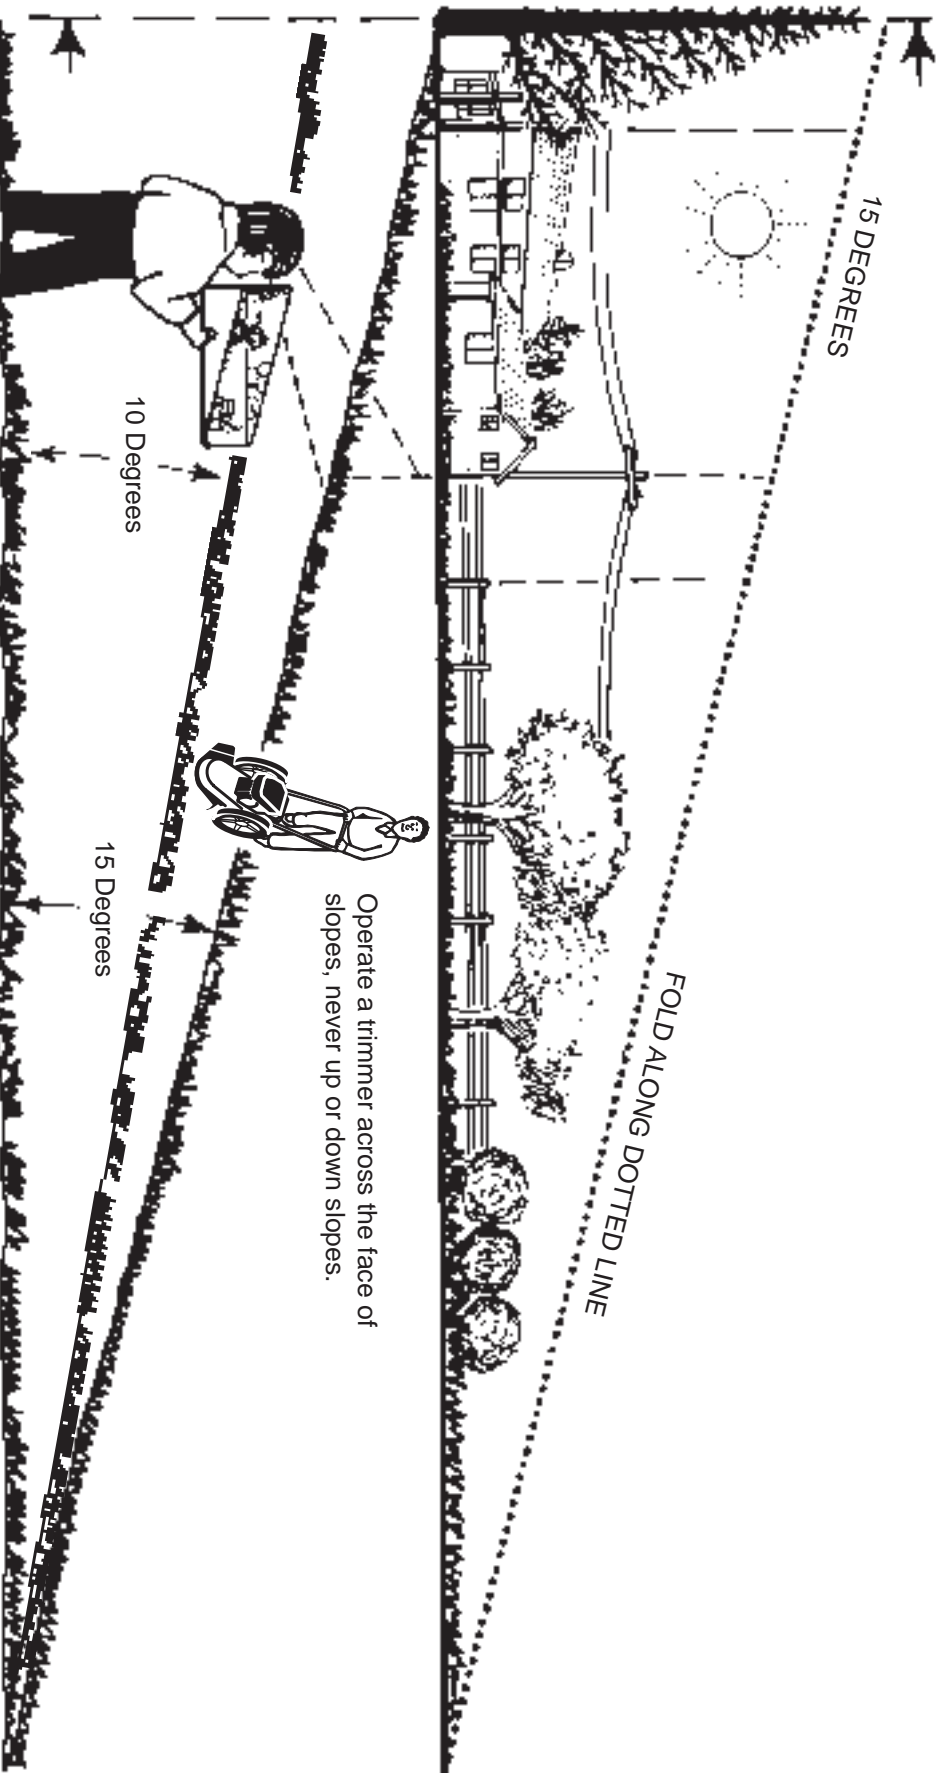 15 DEGREES
FOLD ALONG DOTTED LINE
Operate a trimmer across the face of
slopes, never up or down slopes.
10 Degrees
15 Degrees